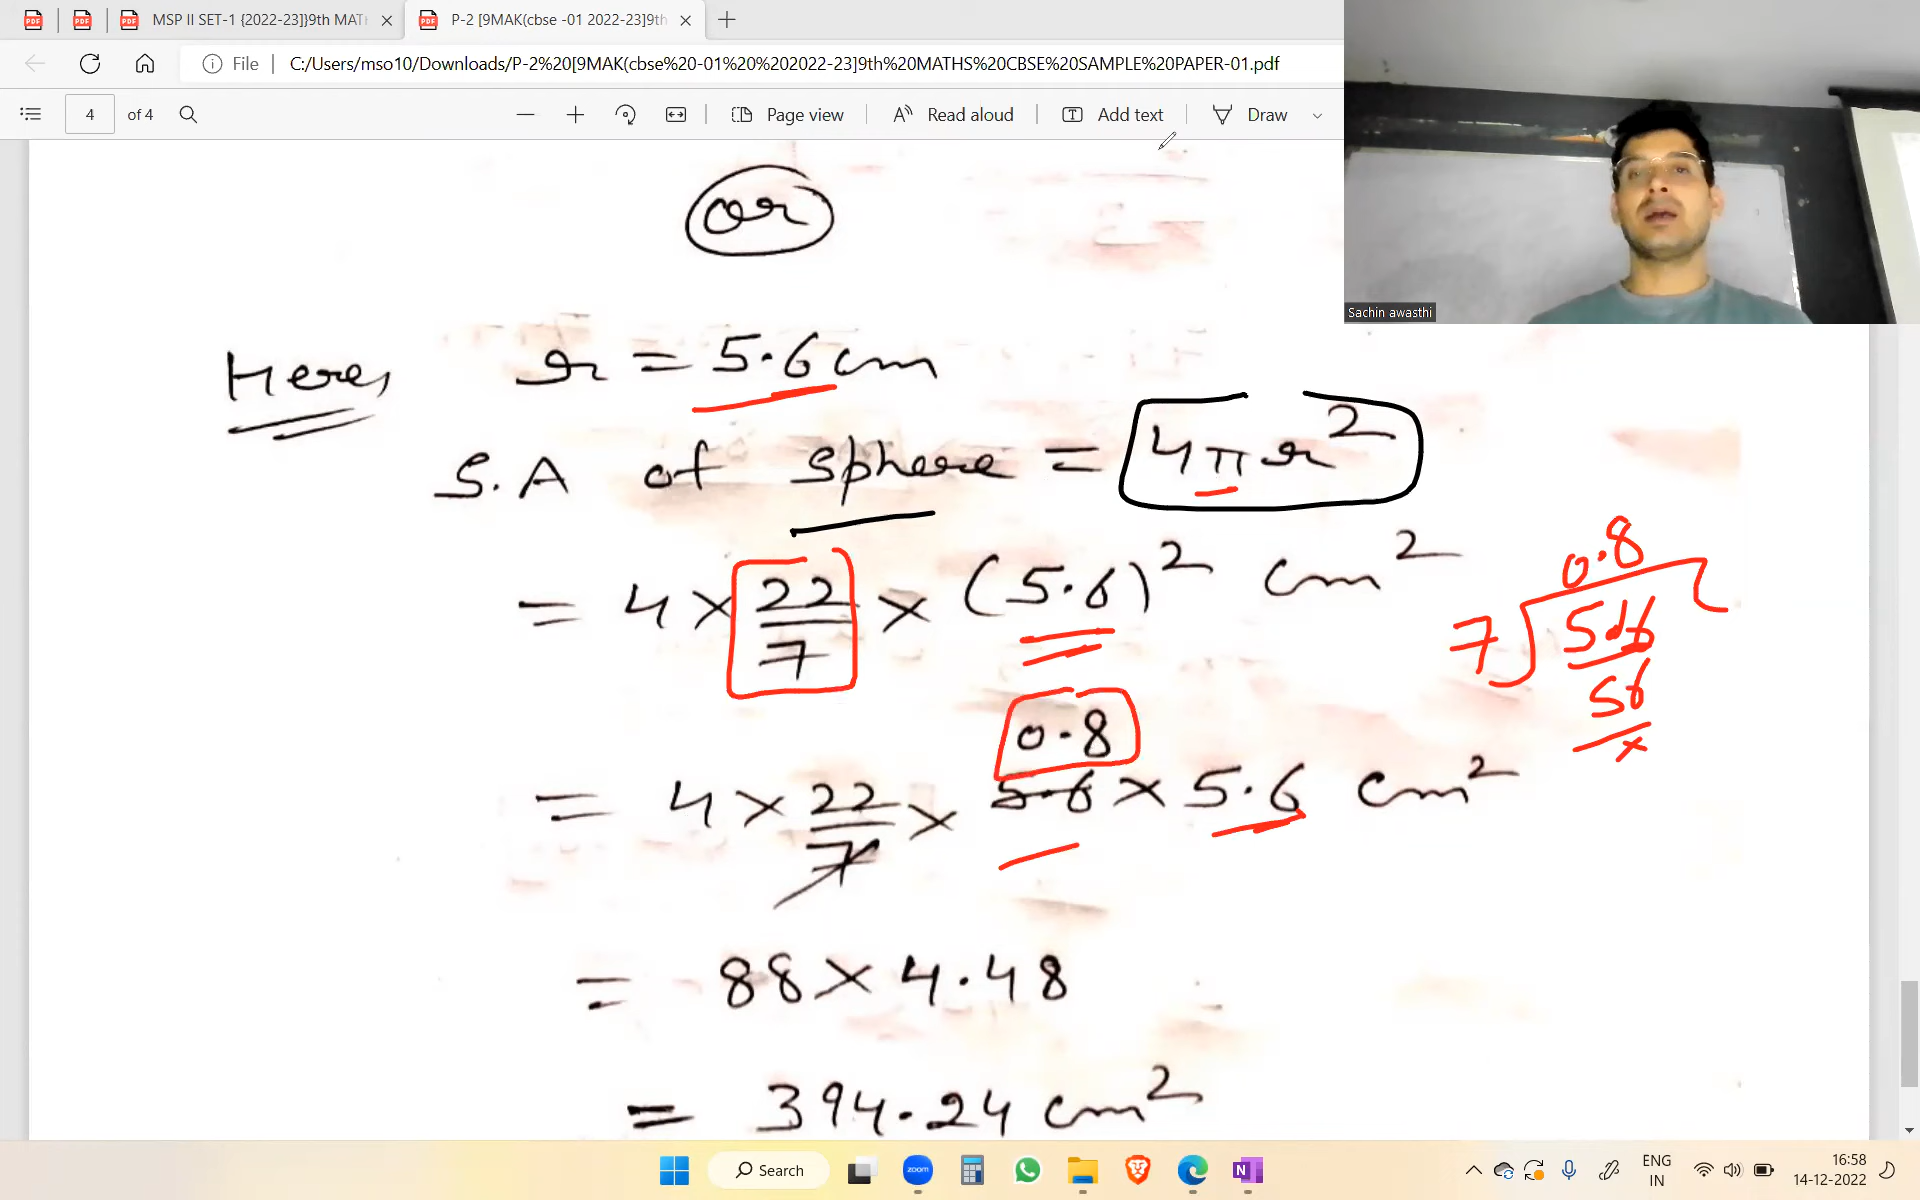 MSP II SET-1 {2022-23]}9th MAT
P-2 [9MAK(cbse -01 2022-23]9th
File
C:/Users/mso10/Downloads/P-2%20[9MAK(cbse%20-01%20%202022-23]9th%20MATHS%20CBSE%20SAMPLE%20PAPER-01.pdf
4 of 4
Page view
Read aloud
Add text
Draw
Sachin awasthi
or
Here, r = 5.6cm
S.A of sphere = 4πr²
= 4 × 22/7 × (5.6)² cm²
0.8
7 5.6
56
×
0.8
= 4 × 22/7 × 5.6 × 5.6 cm²
= 88 × 4.48
= 394.24 cm²
Search
zoom
ENG
IN
16:58
14-12-2022